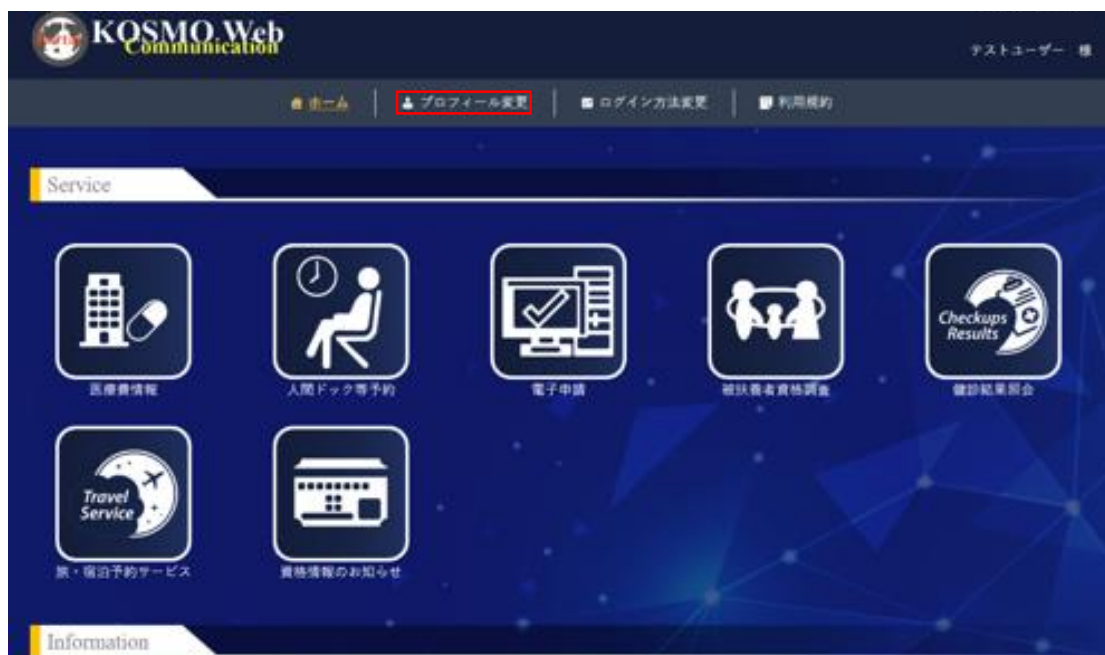 Portal
KOSMO Web
Communication
テストユーザー 様
ホーム
プロフィール変更
ログイン方法変更
利用規約
Service
医療費情報
人間ドック等予約
電子申請
被扶養者資格調査
Checkups
Results
健診結果照会
Travel
Service
旅・宿泊予約サービス
資格情報のお知らせ
Information